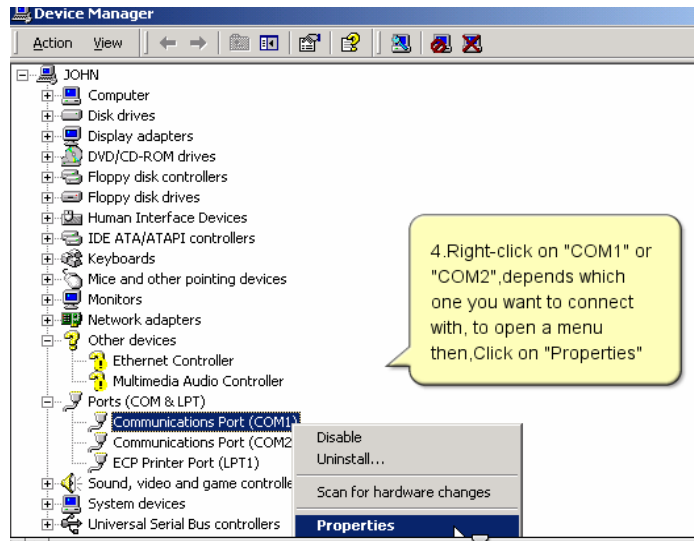 Device Manager
Action View
JOHN
Computer
Disk drives
Display adapters
DVD/CD-ROM drives
Floppy disk controllers
Floppy disk drives
Human Interface Devices
IDE ATA/ATAPI controllers
Keyboards
Mice and other pointing devices
Monitors
Network adapters
Other devices
Ethernet Controller
Multimedia Audio Controller
Ports (COM & LPT)
Communications Port (COM1)
Communications Port (COM2
ECP Printer Port (LPT1)
Sound, video and game controlle
System devices
Universal Serial Bus controllers
4.Right-click on "COM1" or
"COM2",depends which
one you want to connect
with, to open a menu
then,Click on "Properties"
Disable
Uninstall...
Scan for hardware changes
Properties